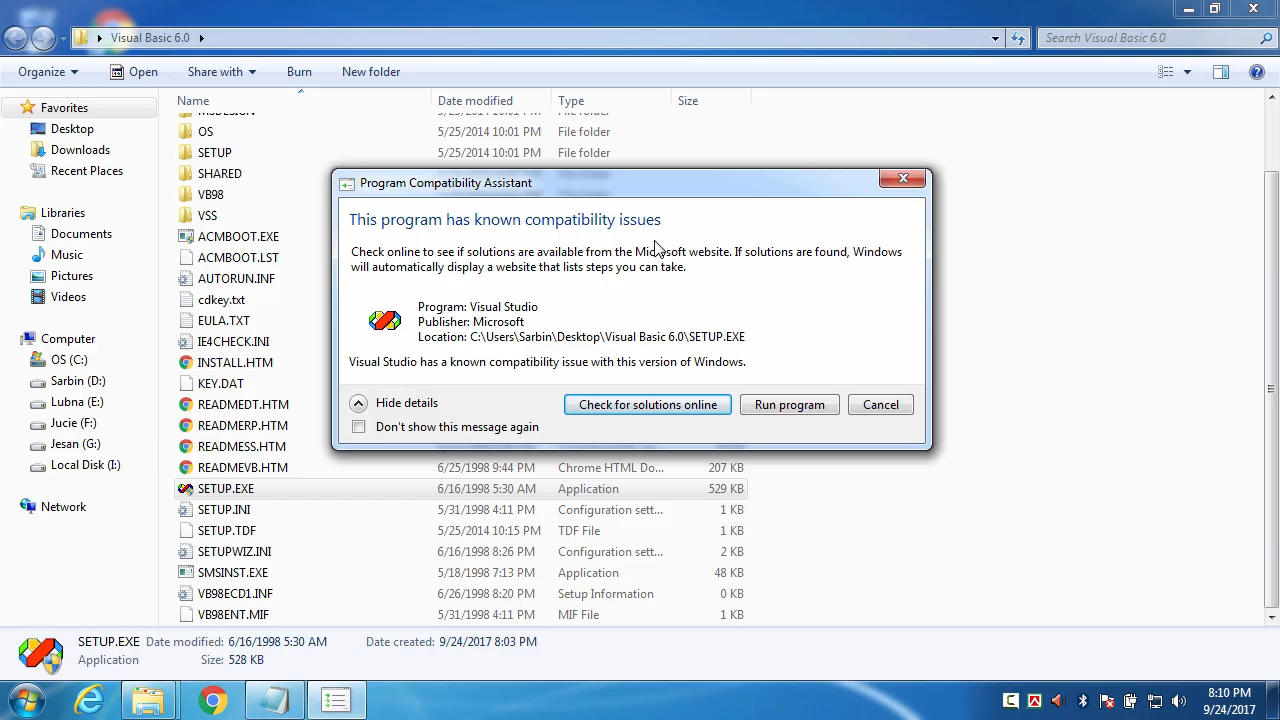 Visual Basic 6.0
Search Visual Basic 6.0
Organize Open Share with Burn New folder
Name Date modified Type Size
Favorites
Desktop
Downloads
Recent Places
Libraries
Documents
Music
Pictures
Videos
Computer
OS (C:)
Sarbin (D:)
Lubna (E:)
Jucie (F:)
Jesan (G:)
Local Disk (I:)
Network
MSDESIGN 5/25/2014 10:01 PM File folder
OS 5/25/2014 10:01 PM File folder
SETUP 5/25/2014 10:01 PM File folder
SHARED
VB98
VSS
ACMBOOT.EXE
ACMBOOT.LST
AUTORUN.INF
cdkey.txt
EULA.TXT
IE4CHECK.INI
INSTALL.HTM
KEY.DAT
READMEDT.HTM
READMERP.HTM
READMESS.HTM
READMEVB.HTM 6/25/1998 9:44 PM Chrome HTML Do... 207 KB
SETUP.EXE 6/16/1998 5:30 AM Application 529 KB
SETUP.INI 5/31/1998 4:11 PM Configuration sett... 1 KB
SETUP.TDF 5/25/2014 10:15 PM TDF File 1 KB
SETUPWIZ.INI 6/16/1998 8:26 PM Configuration sett... 2 KB
SMSINST.EXE 5/18/1998 7:13 PM Application 48 KB
VB98ECD1.INF 6/26/1998 8:20 PM Setup Information 0 KB
VB98ENT.MIF 5/31/1998 4:11 PM MIF File 1 KB
Program Compatibility Assistant
This program has known compatibility issues
Check online to see if solutions are available from the Microsoft website. If solutions are found, Windows
will automatically display a website that lists steps you can take.
Program: Visual Studio
Publisher: Microsoft
Location: C:\Users\Sarbin\Desktop\Visual Basic 6.0\SETUP.EXE
Visual Studio has a known compatibility issue with this version of Windows.
Hide details
Check for solutions online Run program Cancel
Don't show this message again
SETUP.EXE Date modified: 6/16/1998 5:30 AM Date created: 9/24/2017 8:03 PM
Application Size: 528 KB
8:10 PM
9/24/2017